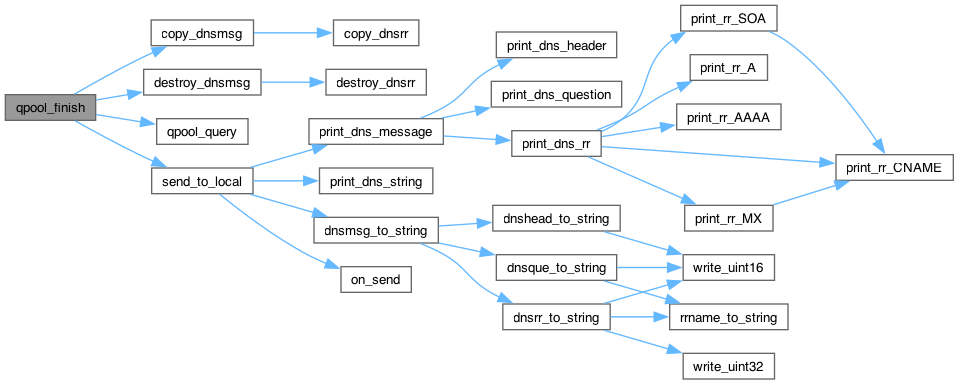 qpool_finish
copy_dnsmsg
copy_dnsrr
destroy_dnsmsg
destroy_dnsrr
qpool_query
send_to_local
print_dns_message
print_dns_header
print_dns_question
print_dns_rr
print_rr_SOA
print_rr_A
print_rr_AAAA
print_rr_CNAME
print_rr_MX
print_dns_string
dnsmsg_to_string
dnshead_to_string
dnsque_to_string
dnsrr_to_string
write_uint16
rrname_to_string
write_uint32
on_send